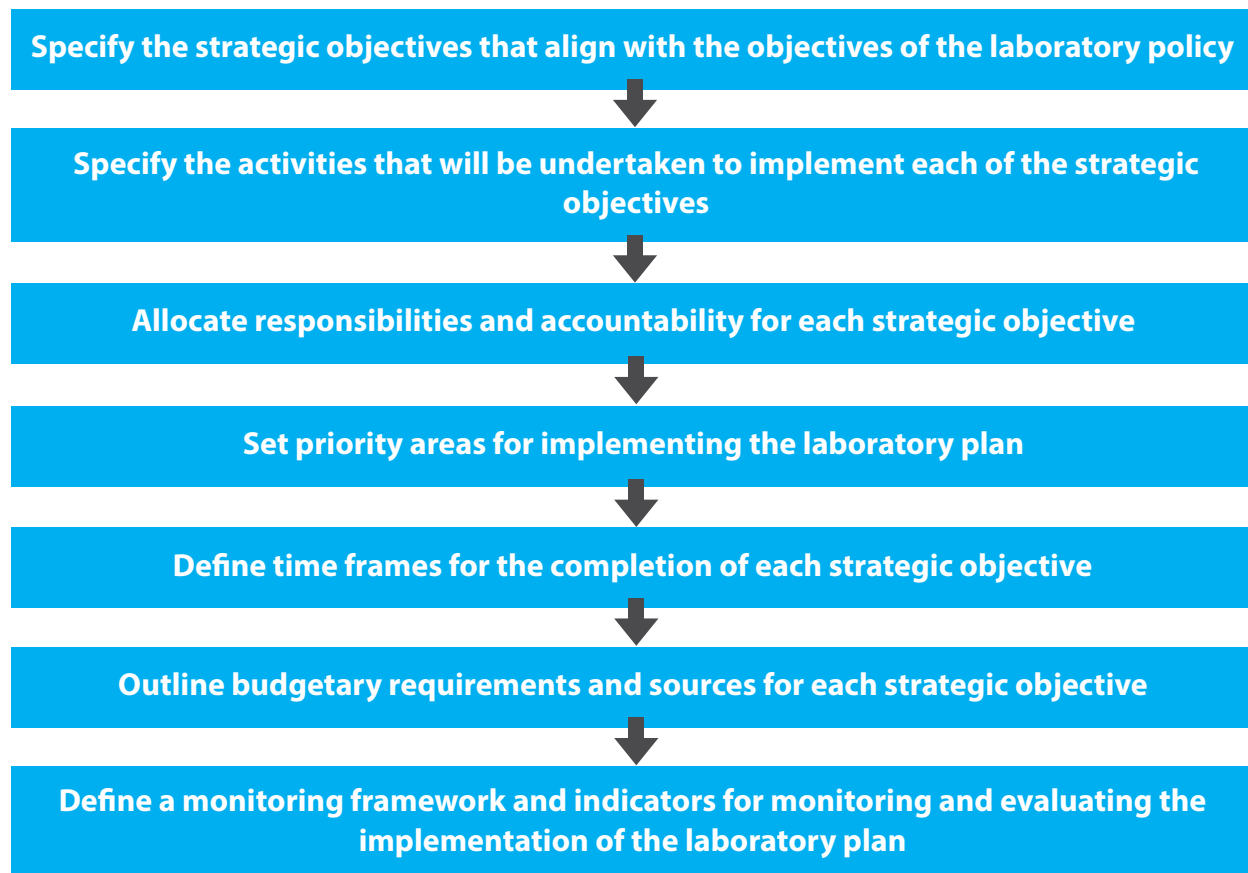 Specify the strategic objectives that align with the objectives of the laboratory policy
Specify the activities that will be undertaken to implement each of the strategic
objectives
Allocate responsibilities and accountability for each strategic objective
Set priority areas for implementing the laboratory plan
Define time frames for the completion of each strategic objective
Outline budgetary requirements and sources for each strategic objective
Define a monitoring framework and indicators for monitoring and evaluating the
implementation of the laboratory plan